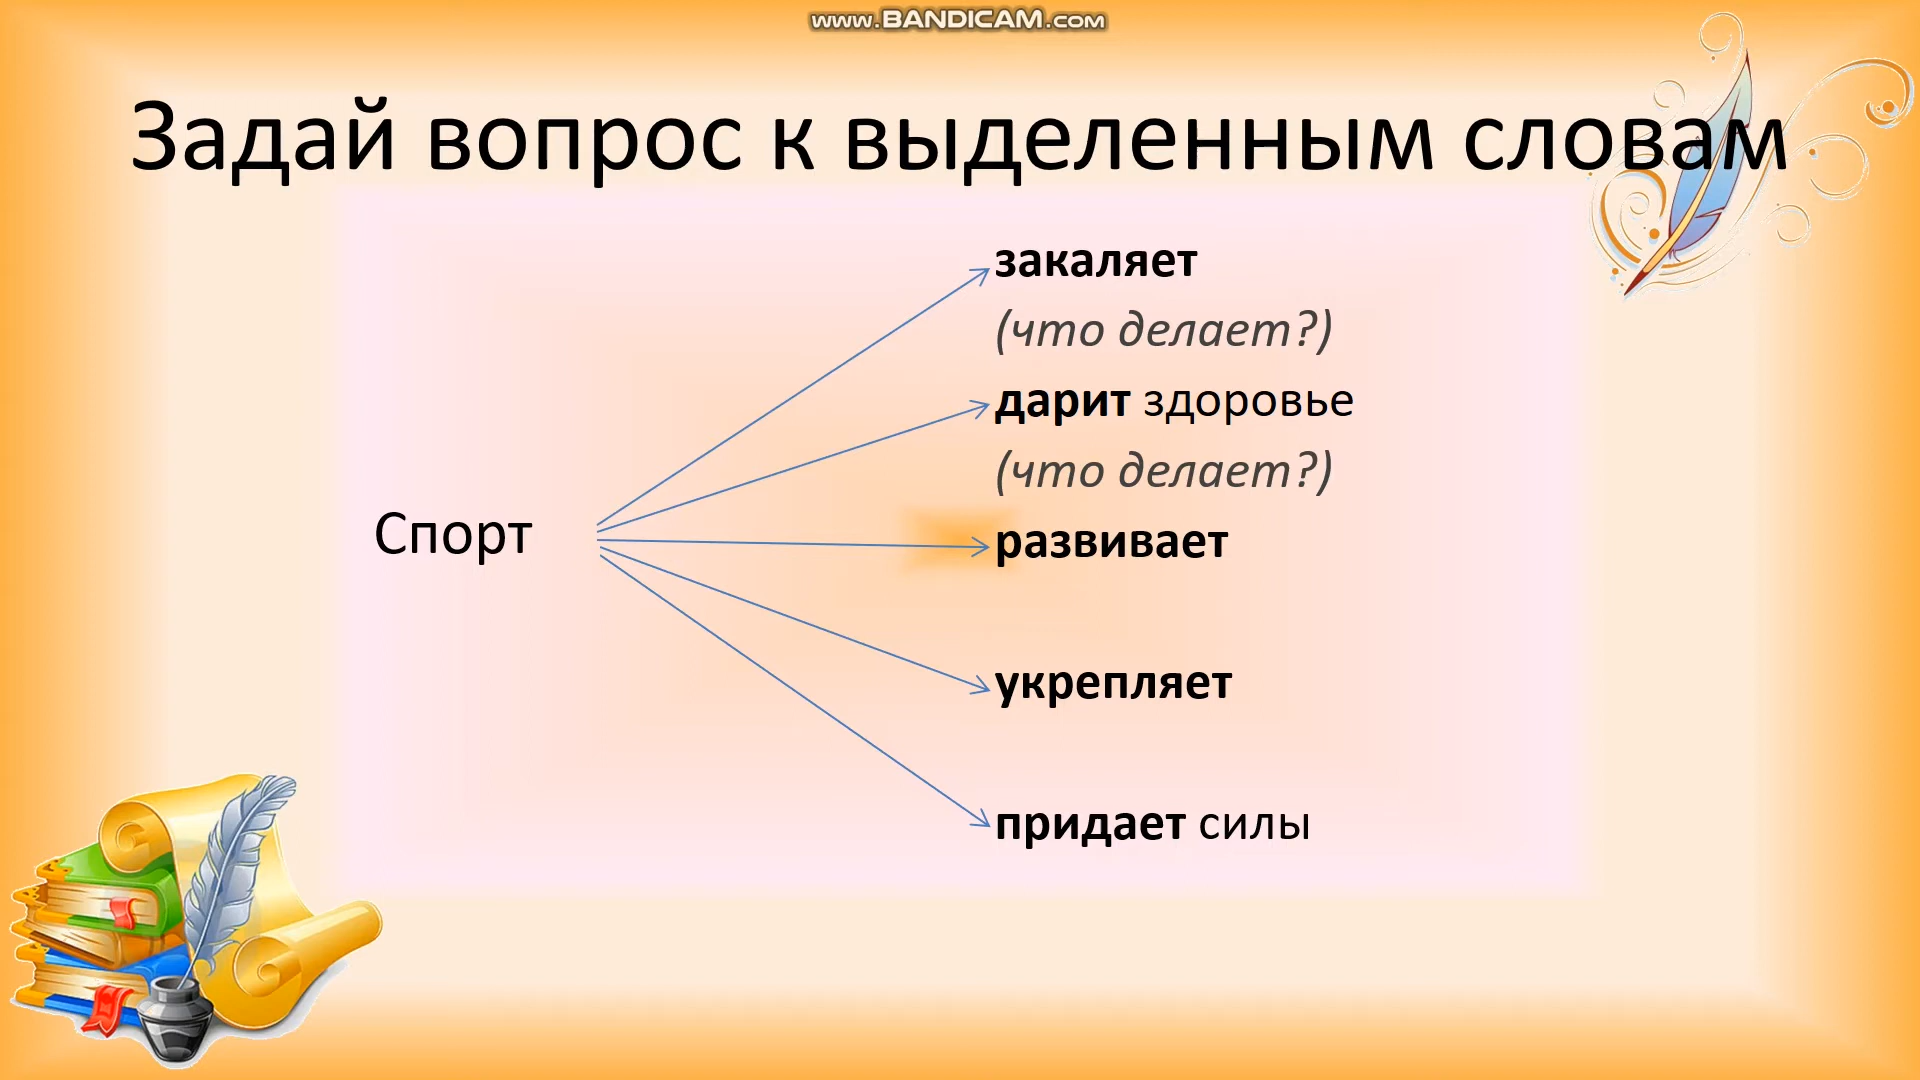 www.BANDICAM.com
Задай вопрос к выделенным словам
закаляет
(что делает?)
дарит здоровье
(что делает?)
Спорт
развивает
укрепляет
придает силы